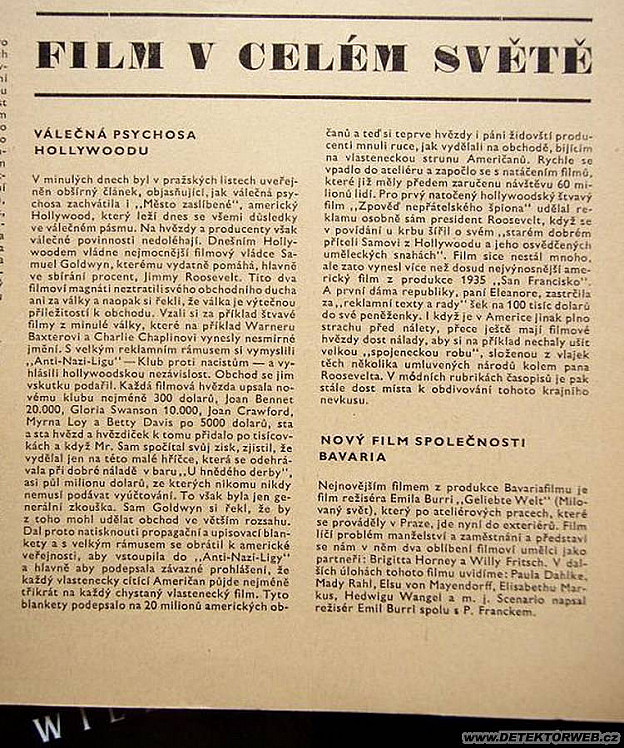 FILM V CELÉM SVĚTĚ
VÁLEČNÁ PSYCHOSA
HOLLYWOODU
V minulých dnech byl v pražských listech uveřej-
něn obšírný článek, objasňující, jak válečná psy-
chosa zachvátila i „Město zaslíbené“, americký
Hollywood, který leží dnes se všemi důsledky
ve válečném pásmu. Na hvězdy a producenty však
válečné povinnosti nedoléhají. Dnešním Holly-
woodem vládne nejmocnější filmový vládce Sa-
muel Goldwyn, kterému vydatně pomáhá, hlavně
ve sbírání procent, Jimmy Roosevelt. Tito dva
filmoví magnáti neztratili svého obchodního ducha
ani za války a naopak si řekli, že válka je výtečnou
příležitostí k obchodu. Vzali si za příklad štvavé
filmy z minulé války, které na příklad Warneru
Baxterovi a Charlie Chaplinovi vynesly nesmírné
jmění. S velkým reklamním rámusem si vymyslili
„Anti-Nazi-Ligu“ — Klub proti nacistům — a vy-
hlásili hollywoodskou nezávislost. Obchod se jim
vskutku podařil. Každá filmová hvězda upsala no-
vému klubu nejméně 300 dolarů, Joan Bennet
20.000, Gloria Swanson 10.000, Joan Crawford,
Myrna Loy a Betty Davis po 5000 dolarů, sta
a sta hvězd a hvězdiček k tomu přidalo po tisícov-
kách a když Mr. Sam spočítal svůj zisk, zjistil, že
vydělal jen na této malé hříčce, která se odehrá-
vala při dobré náladě v baru „U hnědého derby“,
asi půl milionu dolarů, ze kterých nikomu nikdy
nemusí podávat vyúčtování. To však byla jen ge-
nerální zkouška. Sam Goldwyn si řekl, že by
z toho mohl udělat obchod ve větším rozsahu.
Dal proto natisknouti propagační a upisovací blan-
kety a s velkým rámusem se obrátil k americké
veřejnosti, aby vstoupila do „Anti-Nazi-Ligy“
a hlavně aby podepsala závazné prohlášení, že
každý vlastenecky cítící Američan půjde nejméně
třikrát na každý chystaný vlastenecký film. Tyto
blankety podepsalo na 20 milionů amerických ob-
čanů a teď si teprve hvězdy i páni židovští produ-
centi mnuli ruce, jak vydělali na obchodě, bijícím
na vlasteneckou strunu Američanů. Rychle se
vpadlo do ateliéru a započlo se s natáčením filmů,
které již měly předem zaručenu návštěvu 60 mi-
lionů lidí. Pro prvý natočený hollywoodský štvavý
film „Zpověď nepřátelského špiona“ udělal re-
klamu osobně sám president Roosevelt, když se
v povídání u krbu šířil o svém „starém dobrém
příteli Samovi z Hollywoodu a jeho osvědčených
uměleckých snahách“. Film sice nestál mnoho,
ale zato vynesl více než dosud nejvýnosnější ame-
rický film z produkce 1935 „San Francisko“.
A první dáma republiky, paní Eleanore, zastrčila
za „reklamní texty a rady“ šek na 100 tisíc dolarů
do své peněženky. I když je v Americe jinak plno
strachu před nálety, přece ještě mají filmové
hvězdy dost nálady, aby si na příklad nechaly ušít
velkou „spojeneckou robu“, složenou z vlajek
těch několika umluvených národů kolem pana
Roosevelta. V módních rubrikách časopisů je pak
stále dost místa k obdivování tohoto krajního
nevkusu.
NOVÝ FILM SPOLEČNOSTI
BAVARIA
Nejnovějším filmem z produkce Bavariafilmu je
film režiséra Emila Burri „Geliebte Welt“ (Milo-
vaný svět), který po ateliérových pracech, které
se prováděly v Praze, jde nyní do exteriérů. Film
líčí problém manželství a zaměstnání a představí
se nám v něm dva oblíbení filmoví umělci jako
partneři: Brigitta Horney a Willy Fritsch. V dal-
ších úlohách tohoto filmu uvidíme: Paula Dahlke,
Mady Rahl, Elsu von Mayendorff, Elisabethu Mar-
kus, Hedwigu Wangel a m. j. Scenario napsal
režisér Emil Burri spolu s P. Franckem.
www.DETEKTORWEB.cz